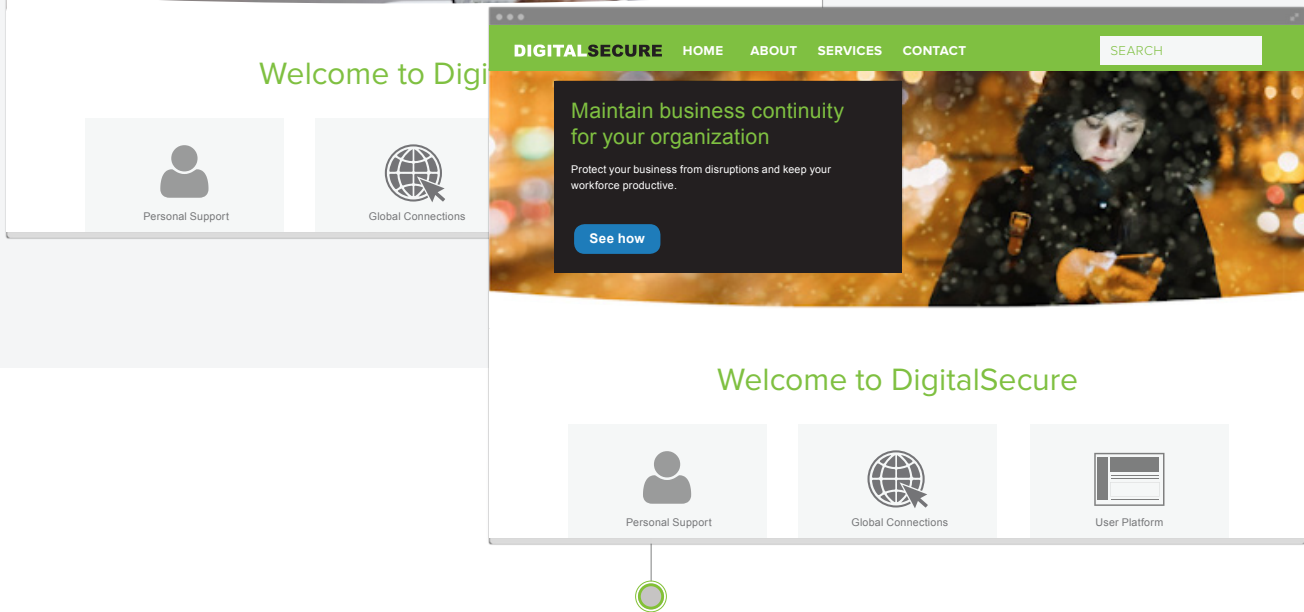 Welcome to Digi
Personal Support
Global Connections
DIGITALSECURE HOME ABOUT SERVICES CONTACT SEARCH
Maintain business continuity
for your organization
Protect your business from disruptions and keep your
workforce productive.
See how
Welcome to DigitalSecure
Personal Support
Global Connections
User Platform